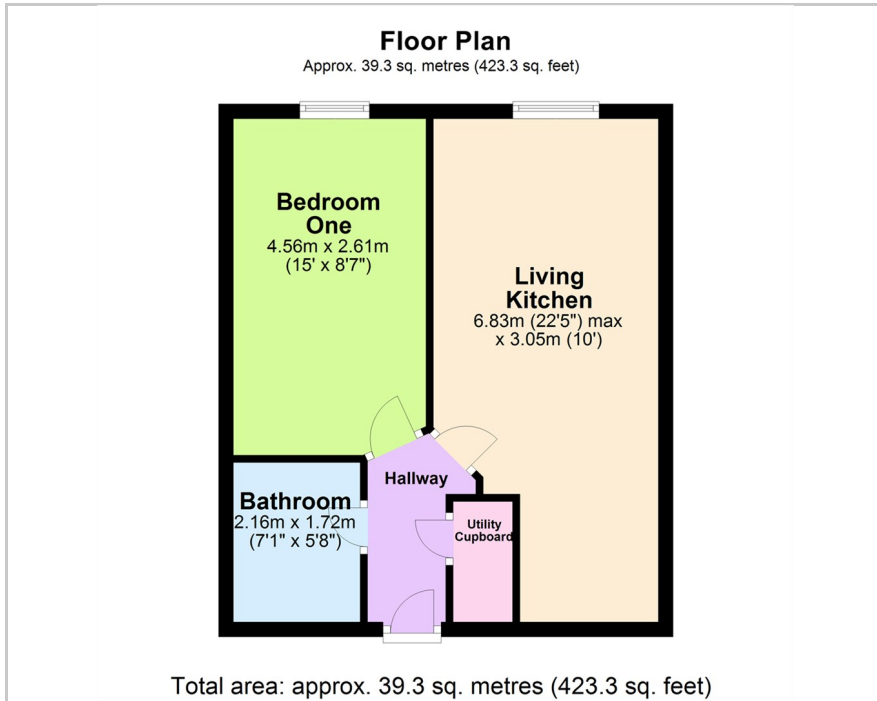 Floor Plan
Approx. 39.3 sq. metres (423.3 sq. feet)
Bedroom
One
4.56m x 2.61m
(15' x 8'7")
Living
Kitchen
6.83m (22'5") max
x 3.05m (10')
Hallway
Bathroom
2.16m x 1.72m
(7'1" x 5'8")
Utility
Cupboard
Total area: approx. 39.3 sq. metres (423.3 sq. feet)